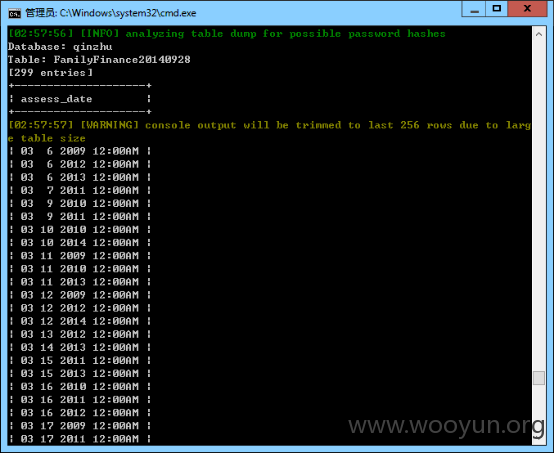 管理员: C:\Windows\system32\cmd.exe
[02:57:56] [INFO] analyzing table dump for possible password hashes
Database: qinzhu
Table: FamilyFinance20140928
[299 entries]
+---------------------+
| assess_date         |
+---------------------+
[02:57:57] [WARNING] console output will be trimmed to last 256 rows due to larg
e table size
| 03  6 2009 12:00AM |
| 03  6 2012 12:00AM |
| 03  6 2013 12:00AM |
| 03  7 2011 12:00AM |
| 03  9 2010 12:00AM |
| 03  9 2011 12:00AM |
| 03 10 2010 12:00AM |
| 03 10 2014 12:00AM |
| 03 11 2009 12:00AM |
| 03 11 2010 12:00AM |
| 03 11 2013 12:00AM |
| 03 12 2009 12:00AM |
| 03 12 2012 12:00AM |
| 03 12 2014 12:00AM |
| 03 13 2012 12:00AM |
| 03 14 2013 12:00AM |
| 03 15 2011 12:00AM |
| 03 15 2013 12:00AM |
| 03 16 2010 12:00AM |
| 03 16 2011 12:00AM |
| 03 16 2012 12:00AM |
| 03 17 2009 12:00AM |
| 03 17 2011 12:00AM |
www.wooyun.org